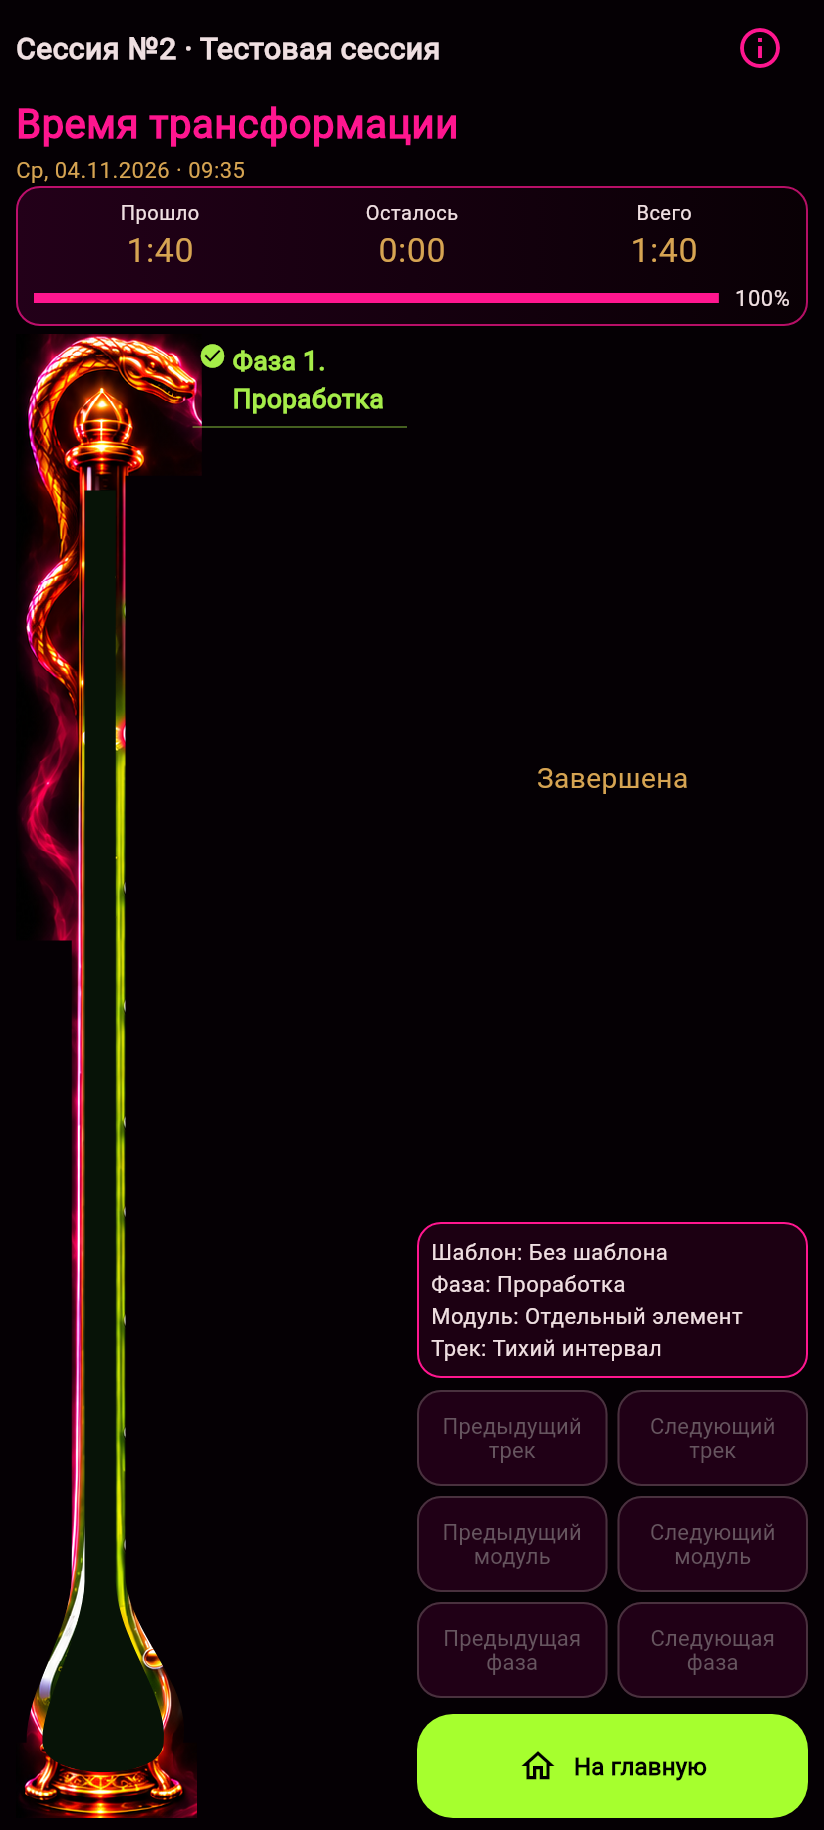 Сессия №2 · Тестовая сессия
Время трансформации
Ср, 04.11.2026 · 09:35
Прошло
Осталось
Всего
1:40
0:00
1:40
100%
Фаза 1.
Проработка
Завершена
Шаблон: Без шаблона
Фаза: Проработка
Модуль: Отдельный элемент
Трек: Тихий интервал
Предыдущий
трек
Следующий
трек
Предыдущий
модуль
Следующий
модуль
Предыдущая
фаза
Следующая
фаза
На главную